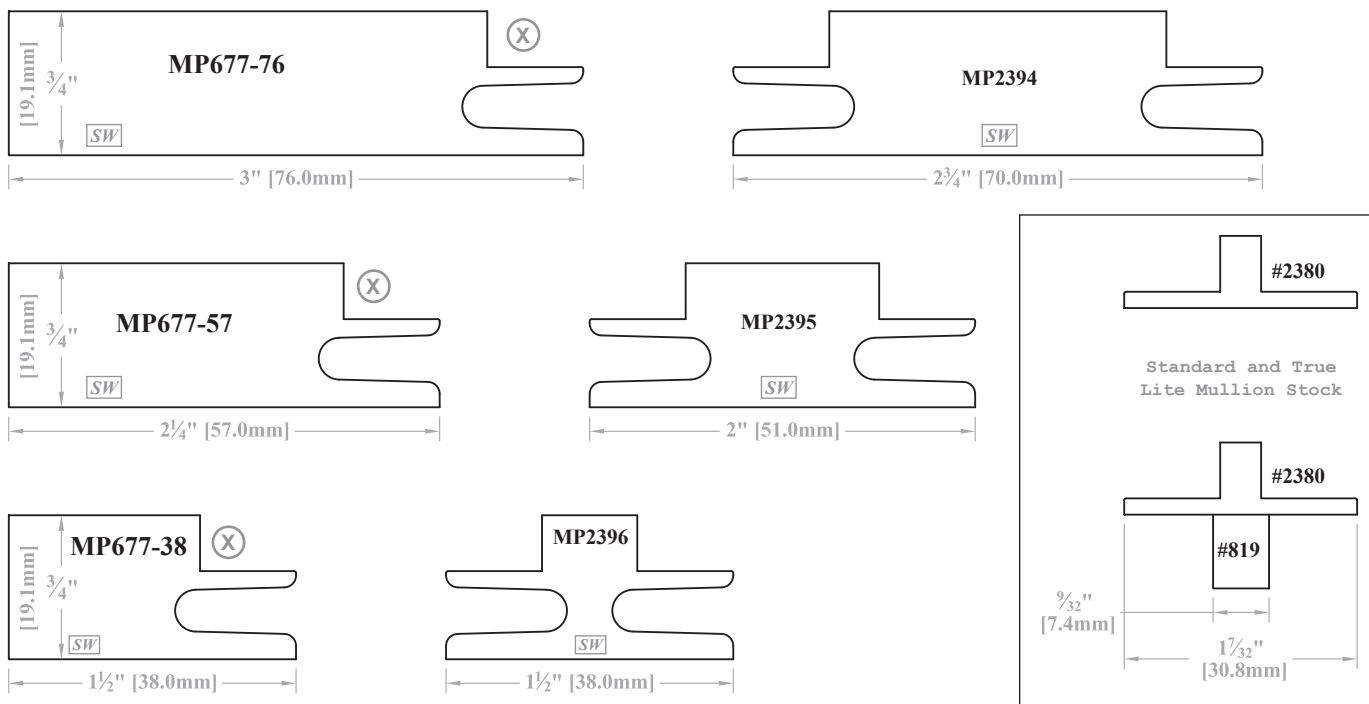 MP677-76
X
[19.1mm]
3/4"
SW
3" [76.0mm]
MP2394
SW
2 3/4" [70.0mm]
MP677-57
X
[19.1mm]
3/4"
SW
2 1/4" [57.0mm]
MP2395
SW
2" [51.0mm]
MP677-38
X
[19.1mm]
3/4"
SW
1 1/2" [38.0mm]
MP2396
SW
1 1/2" [38.0mm]
#2380
Standard and True
Lite Mullion Stock
#2380
#819
9/32"
[7.4mm]
1 7/32"
[30.8mm]